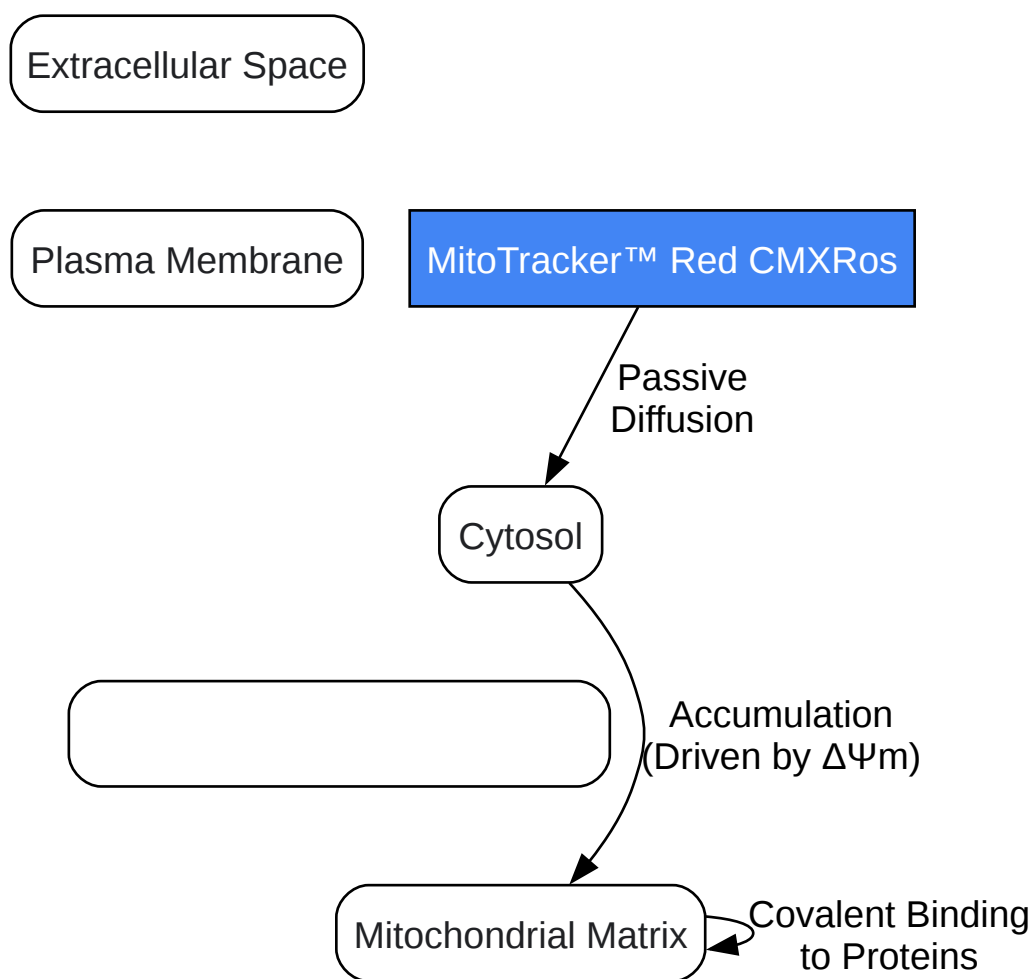 Extracellular Space
Plasma Membrane
MitoTracker™ Red CMXRos
Passive
Diffusion
Cytosol
Accumulation
(Driven by ΔΨm)
Mitochondrial Matrix
Covalent Binding
to Proteins